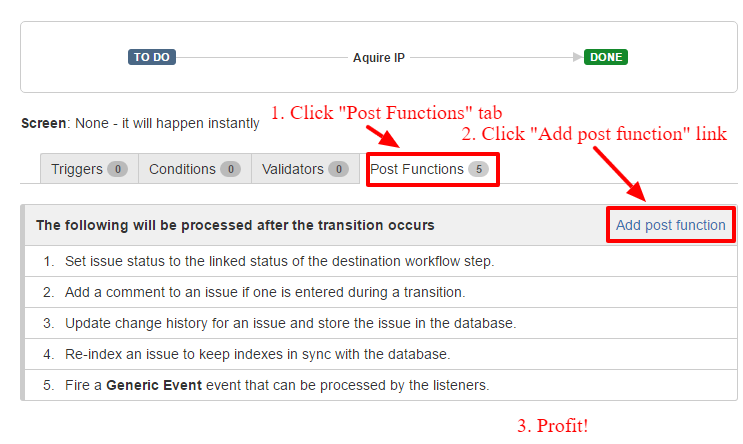 TO DO Aquire IP DONE
1. Click "Post Functions" tab
Screen: None - it will happen instantly
2. Click "Add post function" link
Triggers 0 Conditions 0 Validators 0 Post Functions 5
The following will be processed after the transition occurs Add post function
1. Set issue status to the linked status of the destination workflow step.
2. Add a comment to an issue if one is entered during a transition.
3. Update change history for an issue and store the issue in the database.
4. Re-index an issue to keep indexes in sync with the database.
5. Fire a Generic Event event that can be processed by the listeners.
3. Profit!